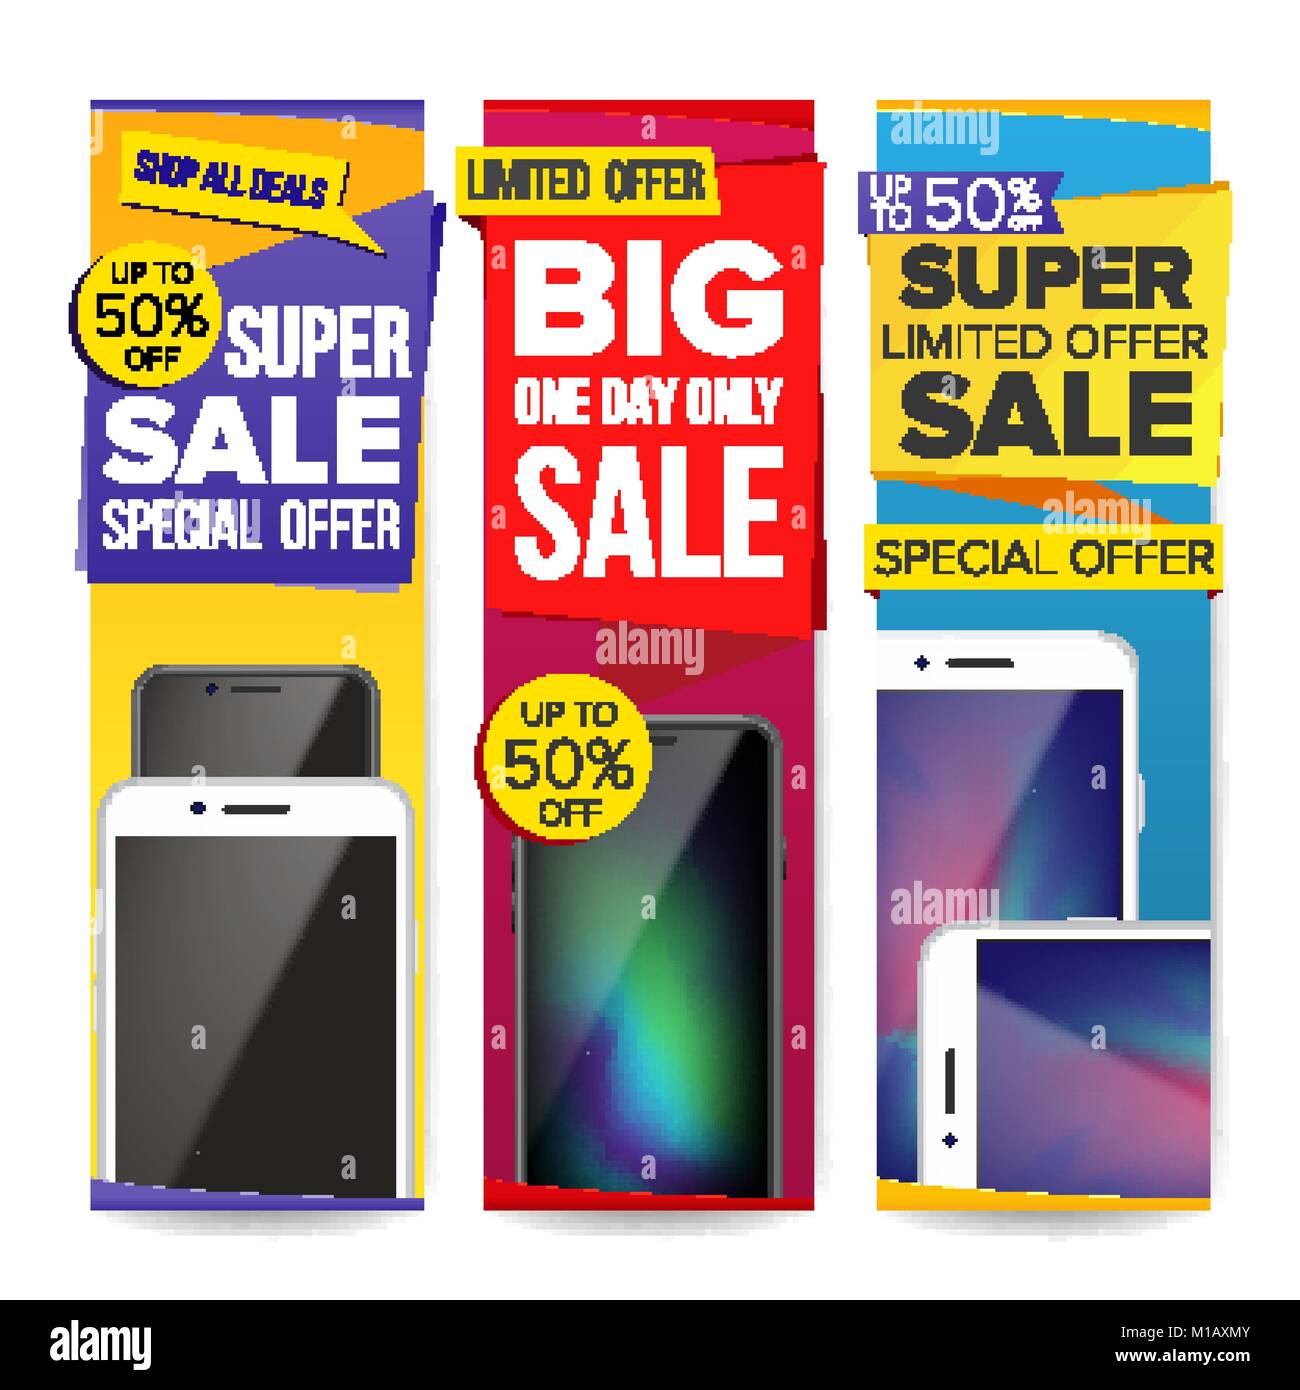 SHOP ALL DEALS
UP TO
50%
OFF
SUPER
SALE
SPECIAL OFFER
LIMITED OFFER
BIG
ONE DAY ONLY
SALE
UP TO
50%
OFF
UP TO 50% OFF
SUPER
LIMITED OFFER
SALE
SPECIAL OFFER
alamy
alamy
alamy
alamy
Image ID: M1AXMY
www.alamy.com